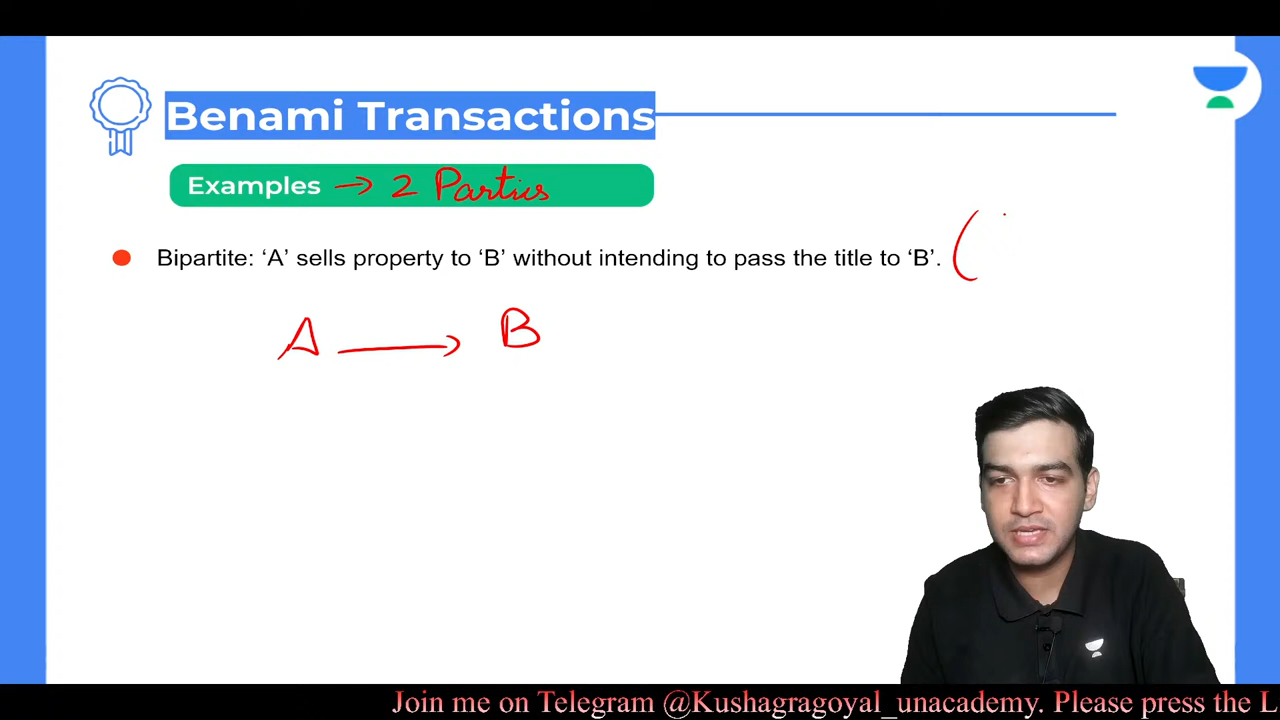 Benami Transactions
Examples → 2 Parties
Bipartite: ‘A’ sells property to ‘B’ without intending to pass the title to ‘B’. (
A → B
Join me on Telegram @Kushagragoyal_unacademy. Please press the L